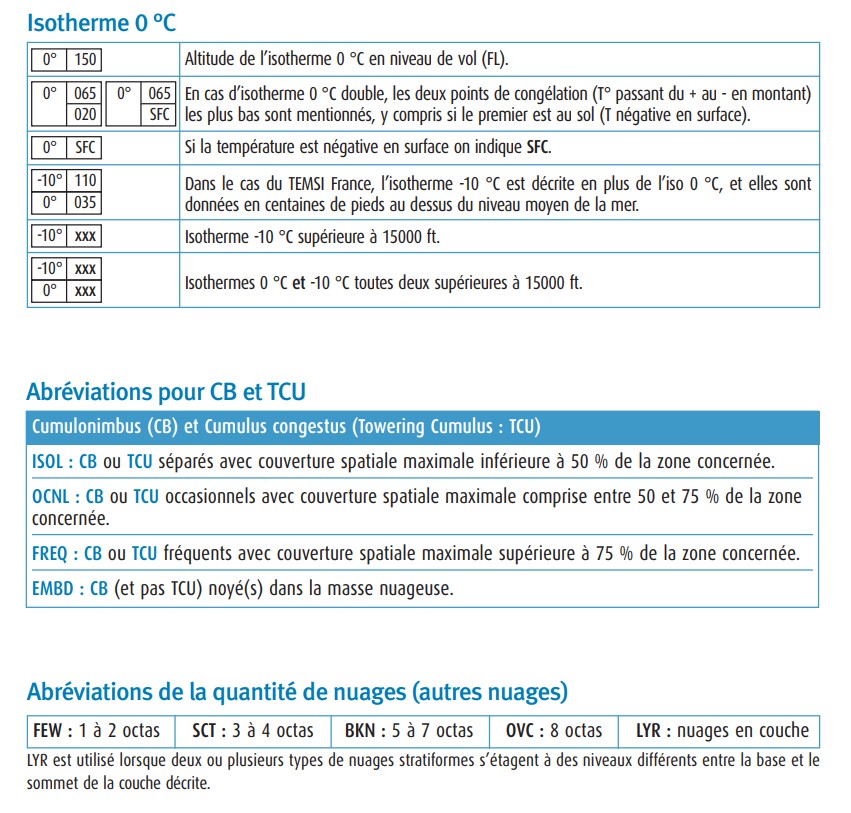 Isotherme 0 °C
0° 150
Altitude de l'isotherme 0 °C en niveau de vol (FL).
0° 065 0° 065
020 SFC
En cas d'isotherme 0 °C double, les deux points de congélation (T° passant du + au - en montant)
les plus bas sont mentionnés, y compris si le premier est au sol (T négative en surface).
0° SFC
Si la température est négative en surface on indique SFC.
-10° 110
0° 035
Dans le cas du TEMSI France, l'isotherme -10 °C est décrite en plus de l'iso 0 °C, et elles sont
données en centaines de pieds au dessus du niveau moyen de la mer.
-10° xxx
Isotherme -10 °C supérieure à 15000 ft.
-10° xxx
0° xxx
Isothermes 0 °C et -10 °C toutes deux supérieures à 15000 ft.
Abréviations pour CB et TCU
Cumulonimbus (CB) et Cumulus congestus (Towering Cumulus : TCU)
ISOL : CB ou TCU séparés avec couverture spatiale maximale inférieure à 50 % de la zone concernée.
OCNL : CB ou TCU occasionnels avec couverture spatiale maximale comprise entre 50 et 75 % de la zone
concernée.
FREQ : CB ou TCU fréquents avec couverture spatiale maximale supérieure à 75 % de la zone concernée.
EMBD : CB (et pas TCU) noyé(s) dans la masse nuageuse.
Abréviations de la quantité de nuages (autres nuages)
FEW : 1 à 2 octas SCT : 3 à 4 octas BKN : 5 à 7 octas OVC : 8 octas LYR : nuages en couche
LYR est utilisé lorsque deux ou plusieurs types de nuages stratiformes s'étagent à des niveaux différents entre la base et le
sommet de la couche décrite.